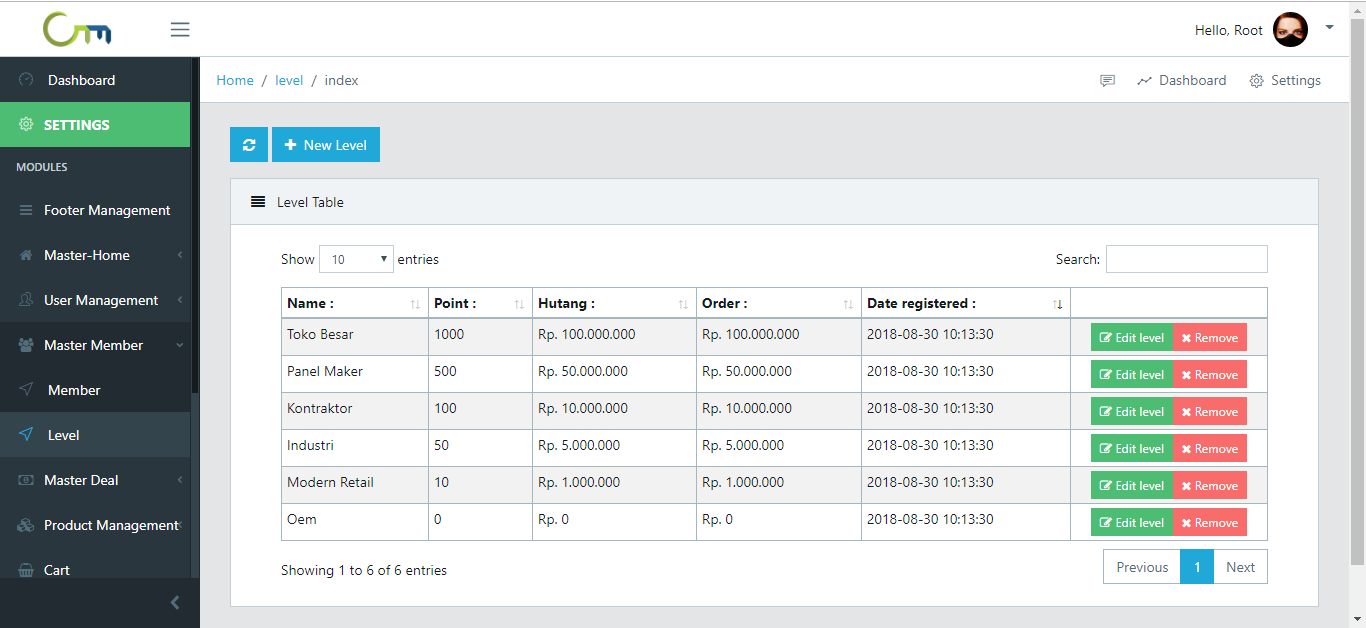 Hello, Root
Dashboard
SETTINGS
MODULES
Footer Management
Master-Home
User Management
Master Member
Member
Level
Master Deal
Product Management
Cart
Home / level / index
Dashboard Settings
New Level
Level Table
Show 10 entries Search:
Name : Point : Hutang : Order : Date registered :
Toko Besar 1000 Rp. 100.000.000 Rp. 100.000.000 2018-08-30 10:13:30 Edit level Remove
Panel Maker 500 Rp. 50.000.000 Rp. 50.000.000 2018-08-30 10:13:30 Edit level Remove
Kontraktor 100 Rp. 10.000.000 Rp. 10.000.000 2018-08-30 10:13:30 Edit level Remove
Industri 50 Rp. 5.000.000 Rp. 5.000.000 2018-08-30 10:13:30 Edit level Remove
Modern Retail 10 Rp. 1.000.000 Rp. 1.000.000 2018-08-30 10:13:30 Edit level Remove
Oem 0 Rp. 0 Rp. 0 2018-08-30 10:13:30 Edit level Remove
Showing 1 to 6 of 6 entries Previous 1 Next